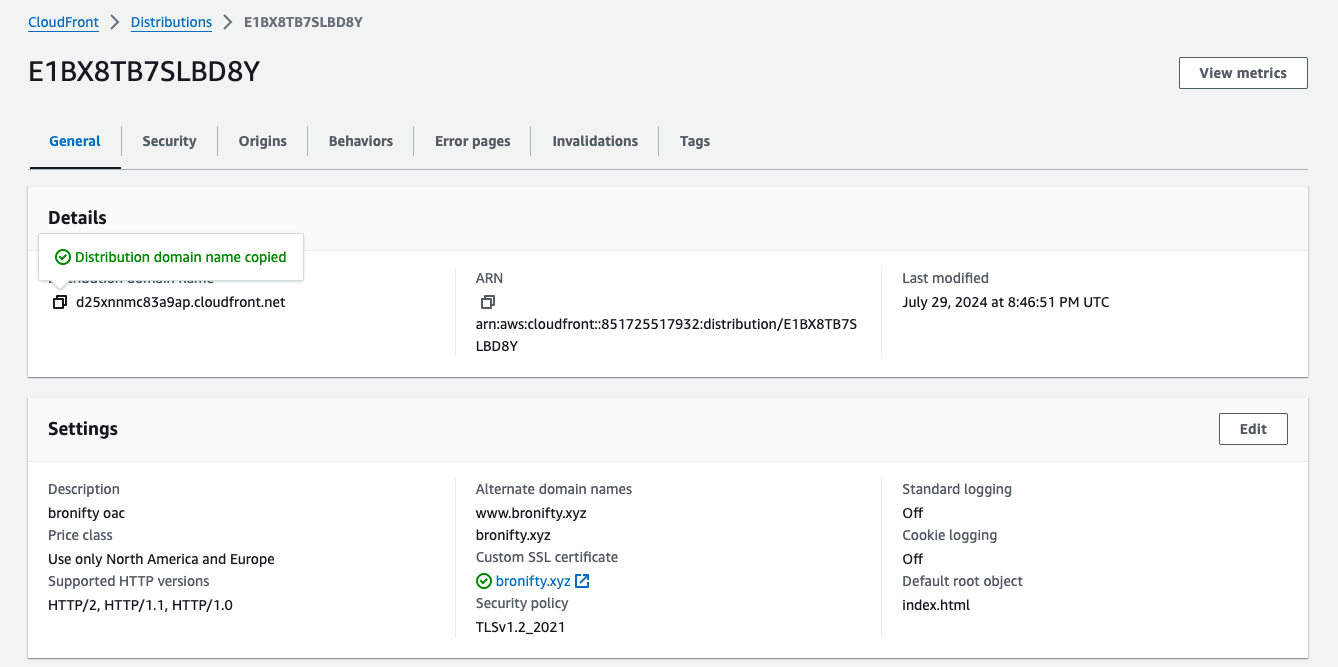 CloudFront > Distributions > E1BX8TB7SLBD8Y
E1BX8TB7SLBD8Y
View metrics
General
Security
Origins
Behaviors
Error pages
Invalidations
Tags
Details
Distribution domain name copied
Distribution domain name
d25xnnmc83a9ap.cloudfront.net
ARN
arn:aws:cloudfront::851725517932:distribution/E1BX8TB7S
LBD8Y
Last modified
July 29, 2024 at 8:46:51 PM UTC
Settings
Edit
Description
bronifty oac
Price class
Use only North America and Europe
Supported HTTP versions
HTTP/2, HTTP/1.1, HTTP/1.0
Alternate domain names
www.bronifty.xyz
bronifty.xyz
Custom SSL certificate
bronifty.xyz
Security policy
TLSv1.2_2021
Standard logging
Off
Cookie logging
Off
Default root object
index.html